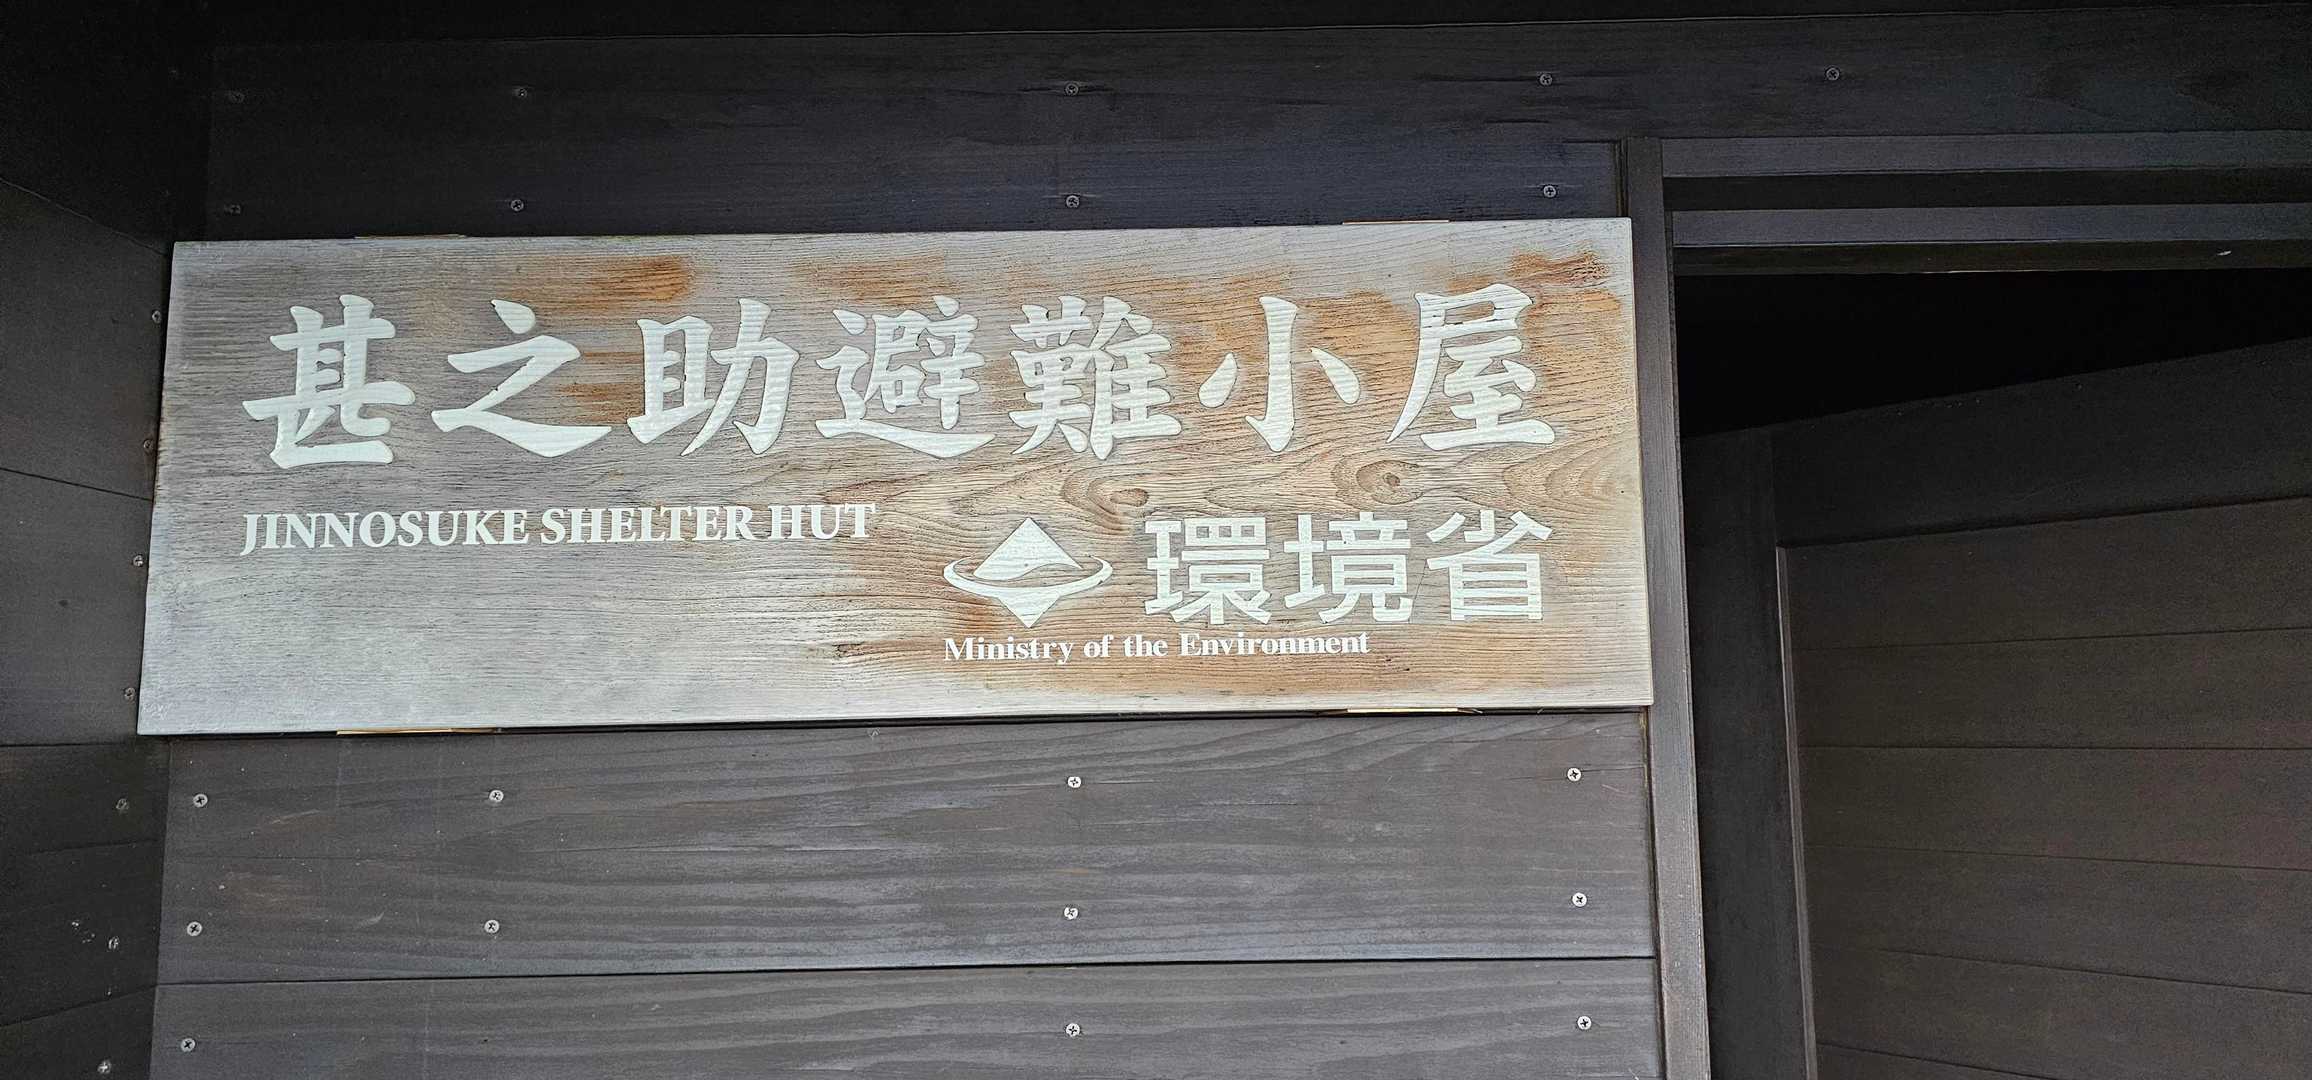 甚之助避難小屋
JINNOSUKE SHELTER HUT
環境省
Ministry of the Environment